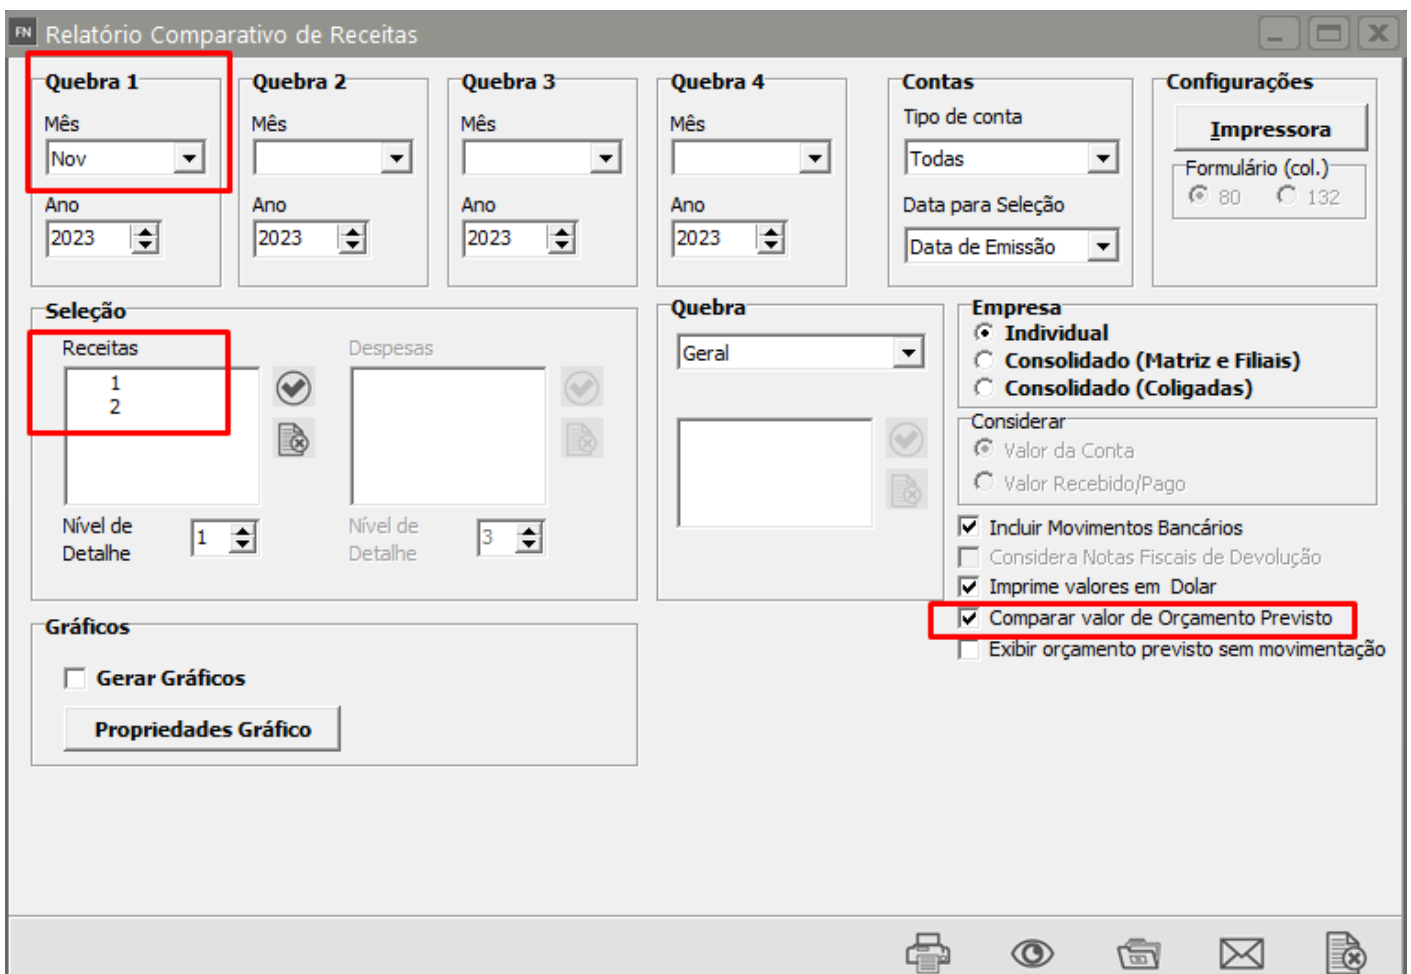 FN Relatório Comparativo de Receitas
Quebra 1
Mês
Nov
Ano
2023
Quebra 2
Mês
Ano
2023
Quebra 3
Mês
Ano
2023
Quebra 4
Mês
Ano
2023
Contas
Tipo de conta
Todas
Data para Seleção
Data de Emissão
Configurações
Impressora
Formulário (col.)
80 132
Seleção
Receitas
1
2
Nível de
Detalhe
1
Despesas
Nível de
Detalhe
3
Quebra
Geral
Empresa
Individual
Consolidado (Matriz e Filiais)
Consolidado (Coligadas)
Considerar
Valor da Conta
Valor Recebido/Pago
Incluir Movimentos Bancários
Considera Notas Fiscais de Devolução
Imprime valores em Dolar
Comparar valor de Orçamento Previsto
Exibir orçamento previsto sem movimentação
Gráficos
Gerar Gráficos
Propriedades Gráfico